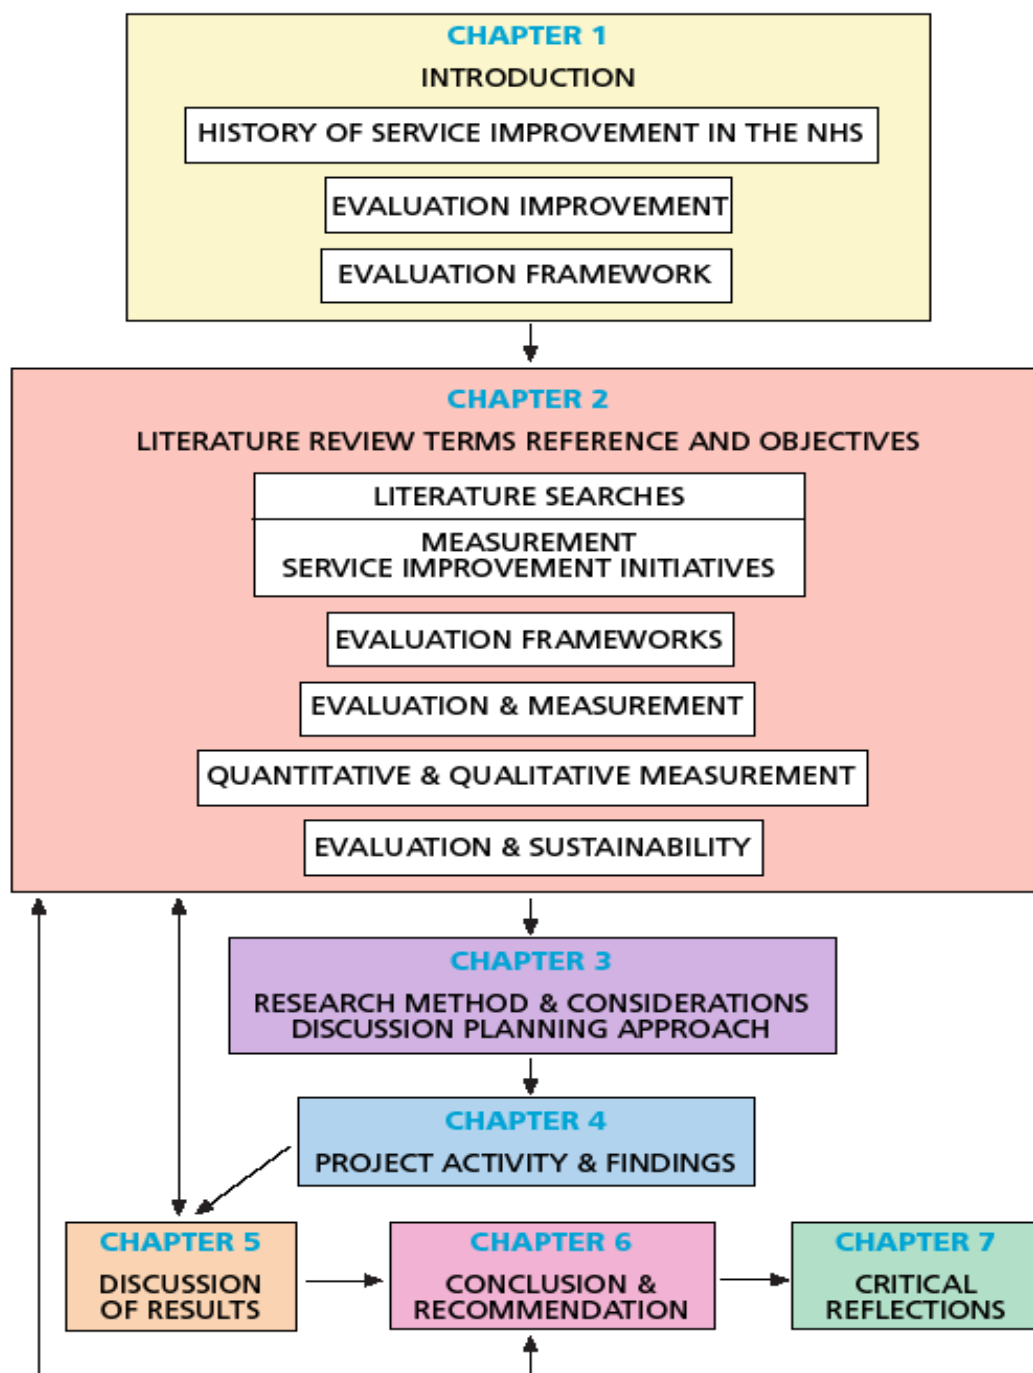 CHAPTER 1
INTRODUCTION
HISTORY OF SERVICE IMPROVEMENT IN THE NHS
EVALUATION IMPROVEMENT
EVALUATION FRAMEWORK
CHAPTER 2
LITERATURE REVIEW TERMS REFERENCE AND OBJECTIVES
LITERATURE SEARCHES
MEASUREMENT
SERVICE IMPROVEMENT INITIATIVES
EVALUATION FRAMEWORKS
EVALUATION & MEASUREMENT
QUANTITATIVE & QUALITATIVE MEASUREMENT
EVALUATION & SUSTAINABILITY
CHAPTER 3
RESEARCH METHOD & CONSIDERATIONS
DISCUSSION PLANNING APPROACH
CHAPTER 4
PROJECT ACTIVITY & FINDINGS
CHAPTER 5
DISCUSSION
OF RESULTS
CHAPTER 6
CONCLUSION &
RECOMMENDATION
CHAPTER 7
CRITICAL
REFLECTIONS